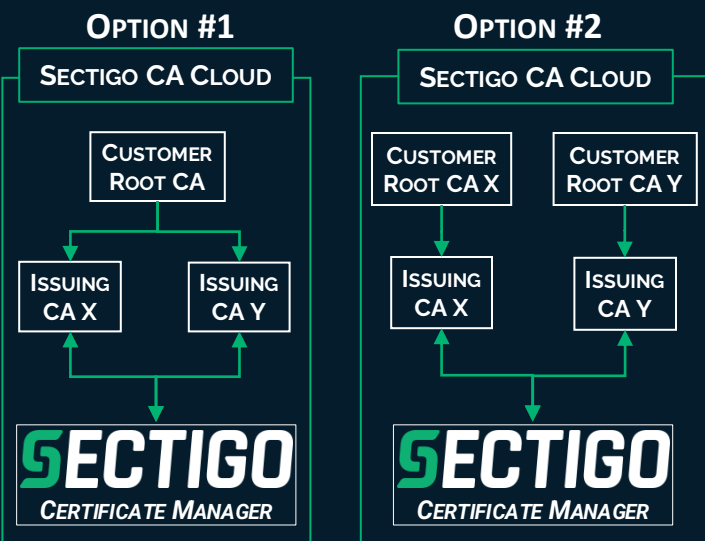 OPTION #1
SECTIGO CA CLOUD
CUSTOMER
ROOT CA
ISSUING
CA X
ISSUING
CA Y
SECTIGO
CERTIFICATE MANAGER
OPTION #2
SECTIGO CA CLOUD
CUSTOMER
ROOT CA X
CUSTOMER
ROOT CA Y
ISSUING
CA X
ISSUING
CA Y
SECTIGO
CERTIFICATE MANAGER